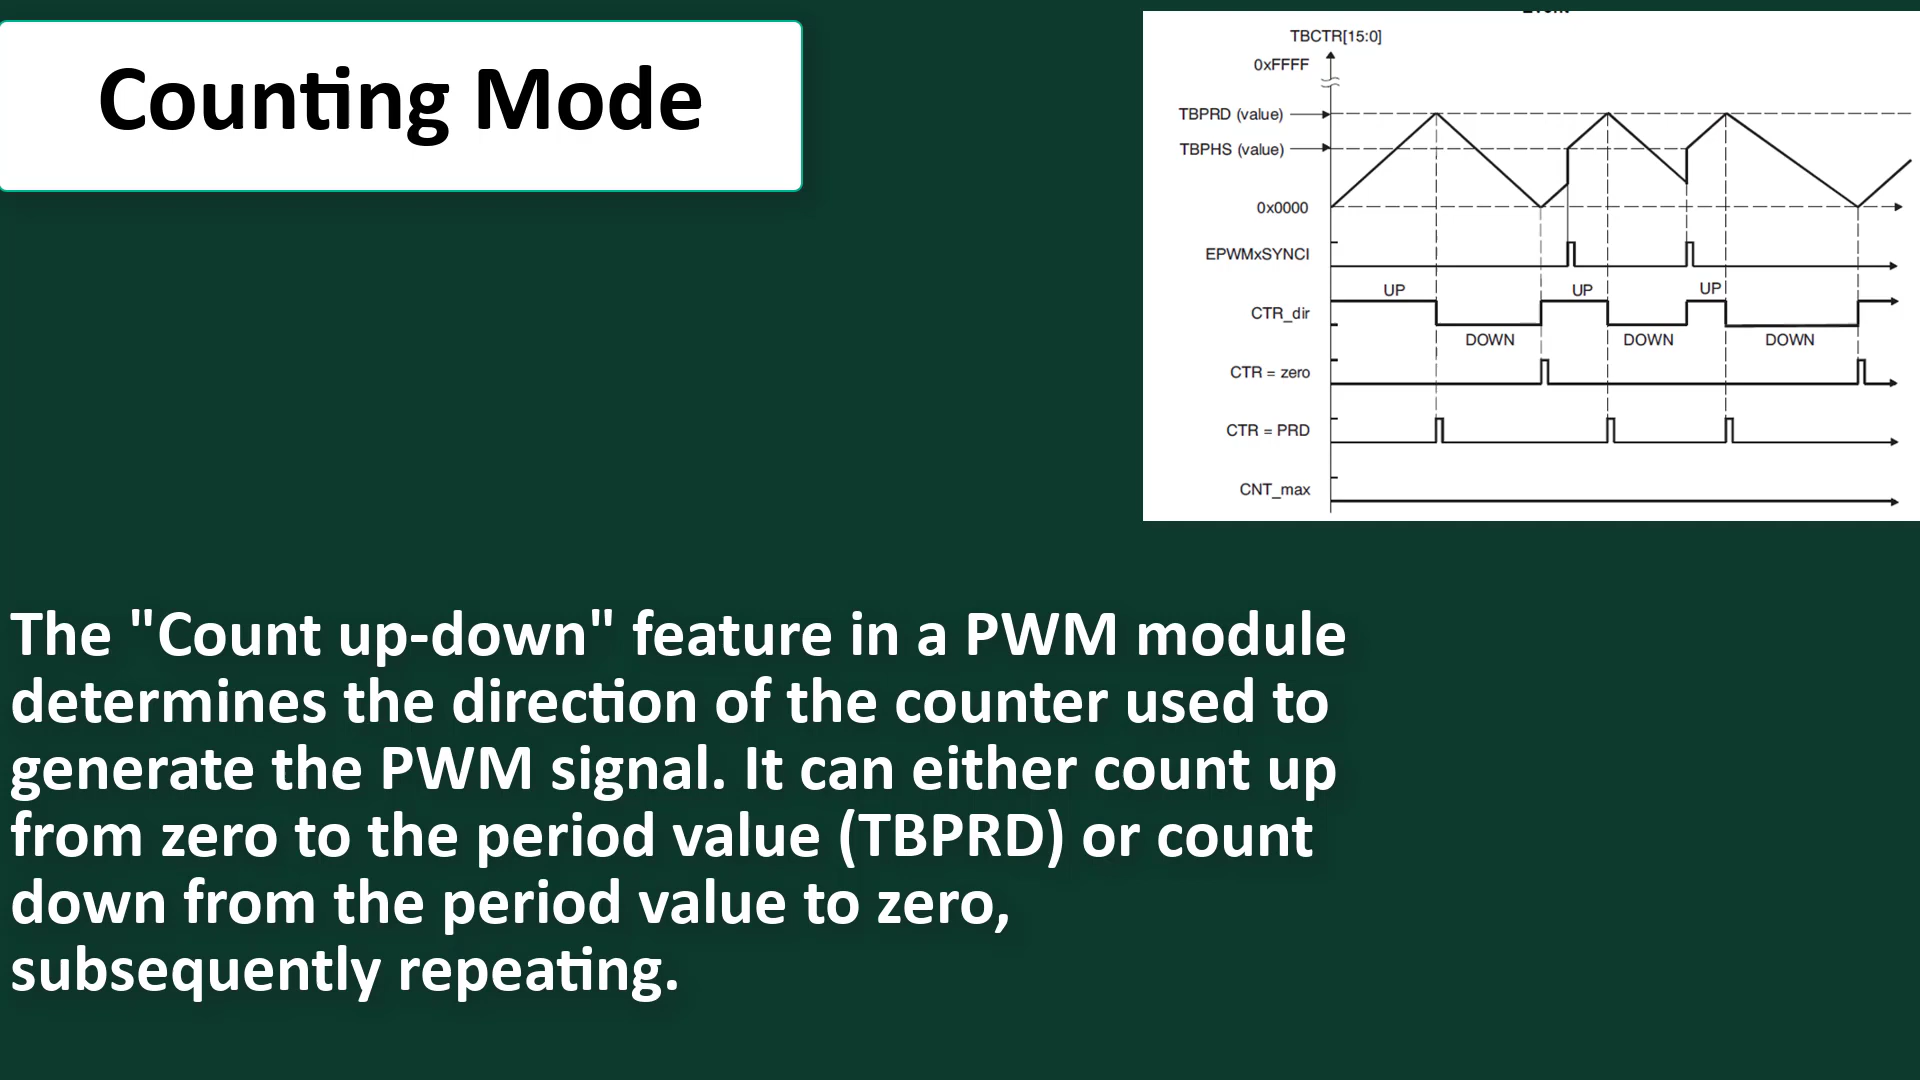 Counting Mode
TBCTR[15:0]
0xFFFF
TBPRD (value)
TBPHS (value)
0x0000
EPWMxSYNCI
UP UP UP
CTR_dir
DOWN DOWN DOWN
CTR = zero
CTR = PRD
CNT_max
The "Count up-down" feature in a PWM module
determines the direction of the counter used to
generate the PWM signal. It can either count up
from zero to the period value (TBPRD) or count
down from the period value to zero,
subsequently repeating.